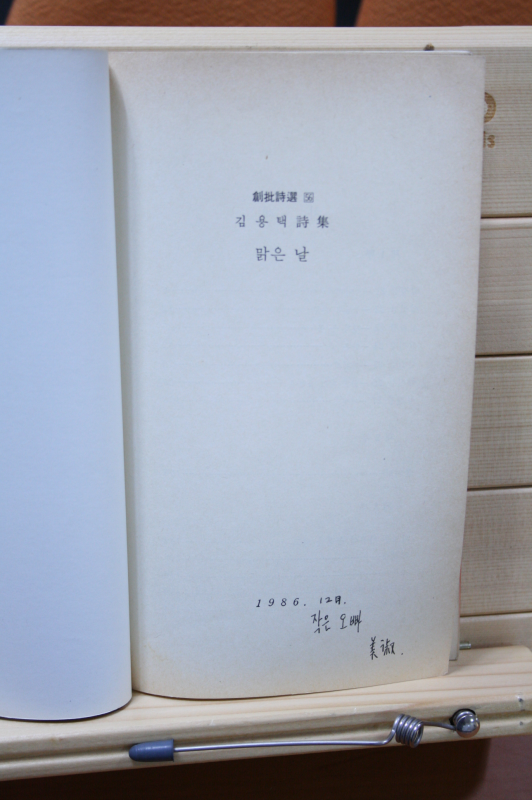 創批詩選 56
김용택 詩集
맑은 날
1986. 12月.
작은 오빠
美淑.